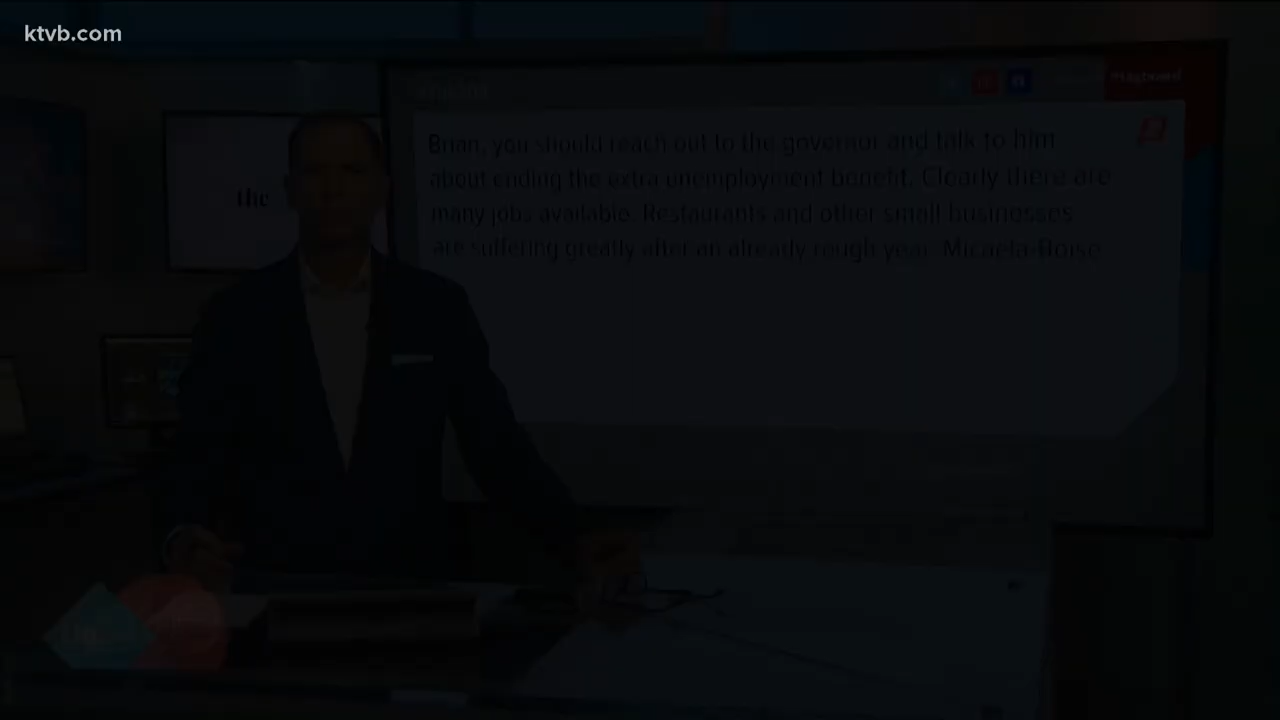 ktvb.com
the
Brian, you should reach out to the governor and talk to him
about ending the extra unemployment benefit. Clearly there are
many jobs available. Restaurants and other small businesses
are suffering greatly after an already rough year. Micaela-Boise